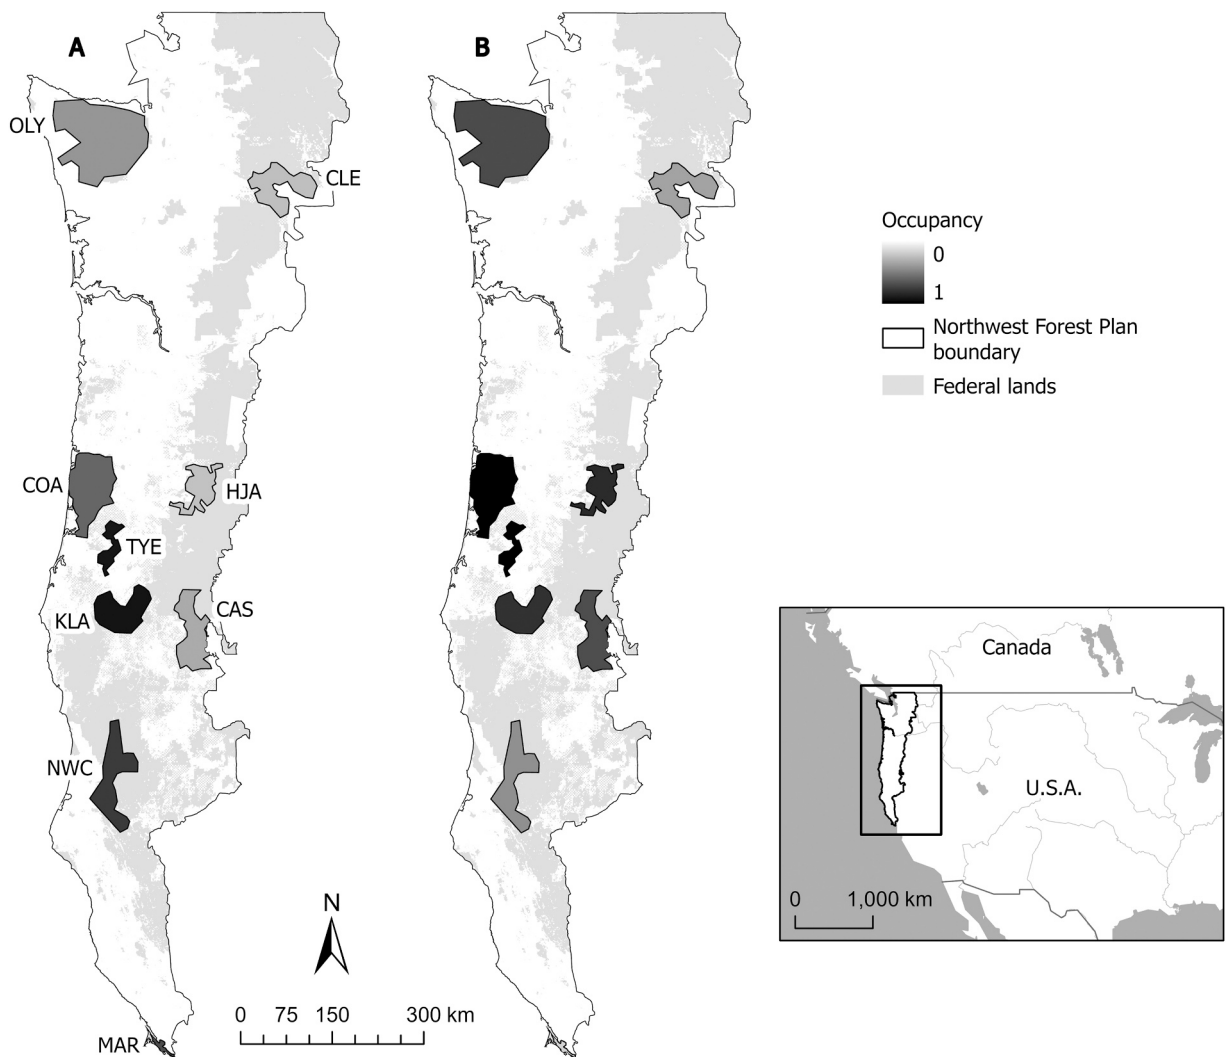 A
B
OLY
CLE
Occupancy
0
1
Northwest Forest Plan
boundary
Federal lands
COA
HJA
TYE
KLA
CAS
NWC
Canada
U.S.A.
0
1,000 km
N
0 75 150 300 km
MAR